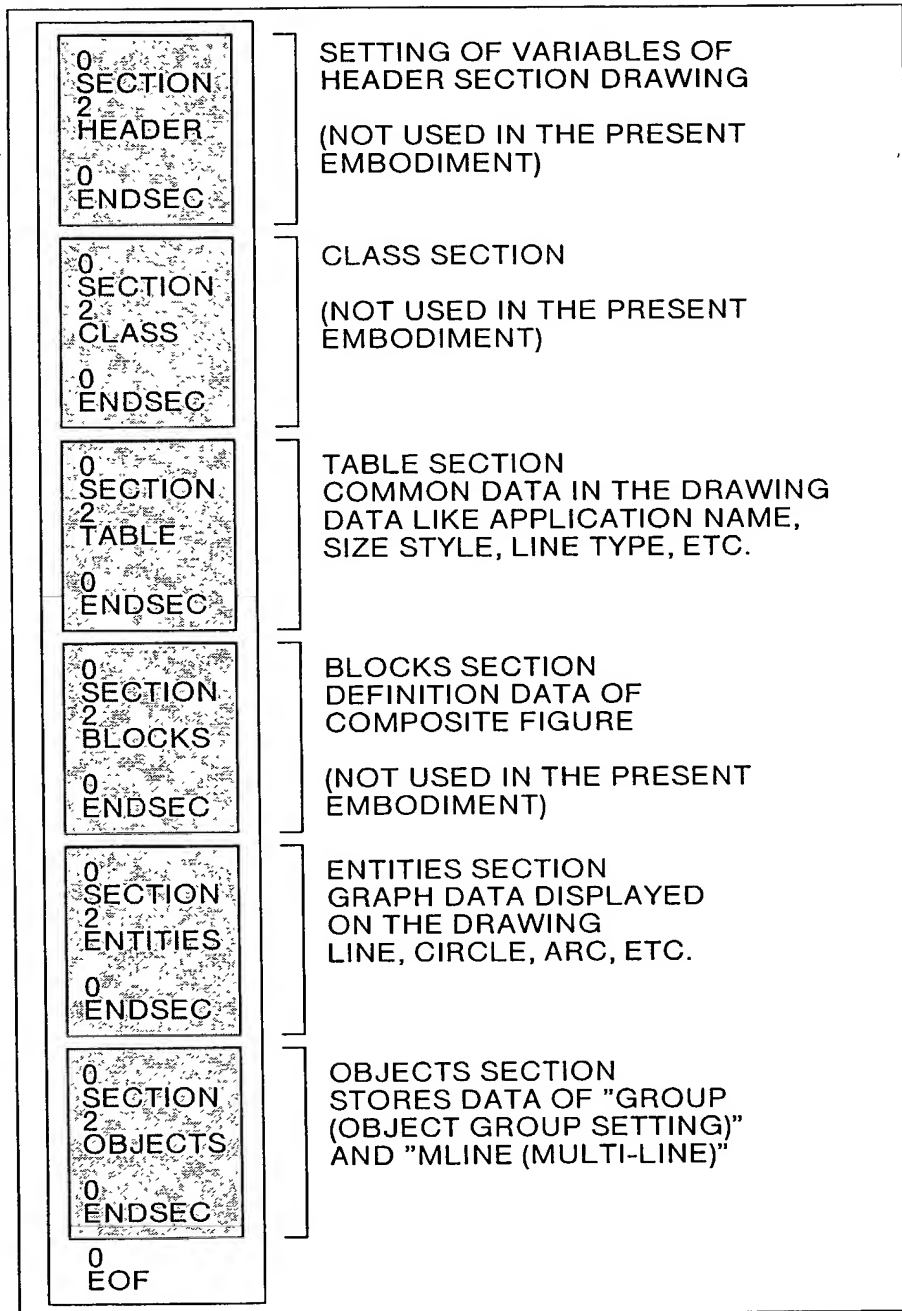 0
SECTION
2
HEADER
0
ENDSEC
SETTING OF VARIABLES OF
HEADER SECTION DRAWING
(NOT USED IN THE PRESENT
EMBODIMENT)
0
SECTION
2
CLASS
0
ENDSEC
CLASS SECTION
(NOT USED IN THE PRESENT
EMBODIMENT)
0
SECTION
2
TABLE
0
ENDSEC
TABLE SECTION
COMMON DATA IN THE DRAWING
DATA LIKE APPLICATION NAME,
SIZE STYLE, LINE TYPE, ETC.
0
SECTION
2
BLOCKS
0
ENDSEC
BLOCKS SECTION
DEFINITION DATA OF
COMPOSITE FIGURE
(NOT USED IN THE PRESENT
EMBODIMENT)
0
SECTION
2
ENTITIES
0
ENDSEC
ENTITIES SECTION
GRAPH DATA DISPLAYED
ON THE DRAWING
LINE, CIRCLE, ARC, ETC.
0
SECTION
2
OBJECTS
0
ENDSEC
OBJECTS SECTION
STORES DATA OF "GROUP
(OBJECT GROUP SETTING)"
AND "MLINE (MULTI-LINE)"
0
EOF